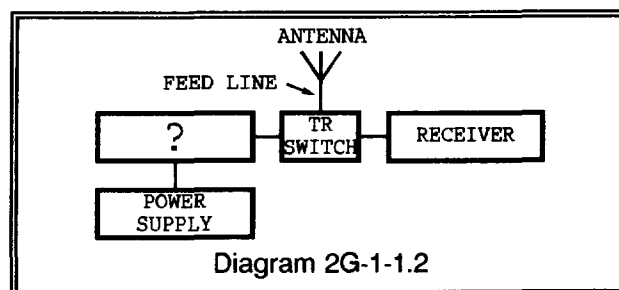 ANTENNA
FEED LINE
?
TR
SWITCH
RECEIVER
POWER
SUPPLY
Diagram 2G-1-1.2